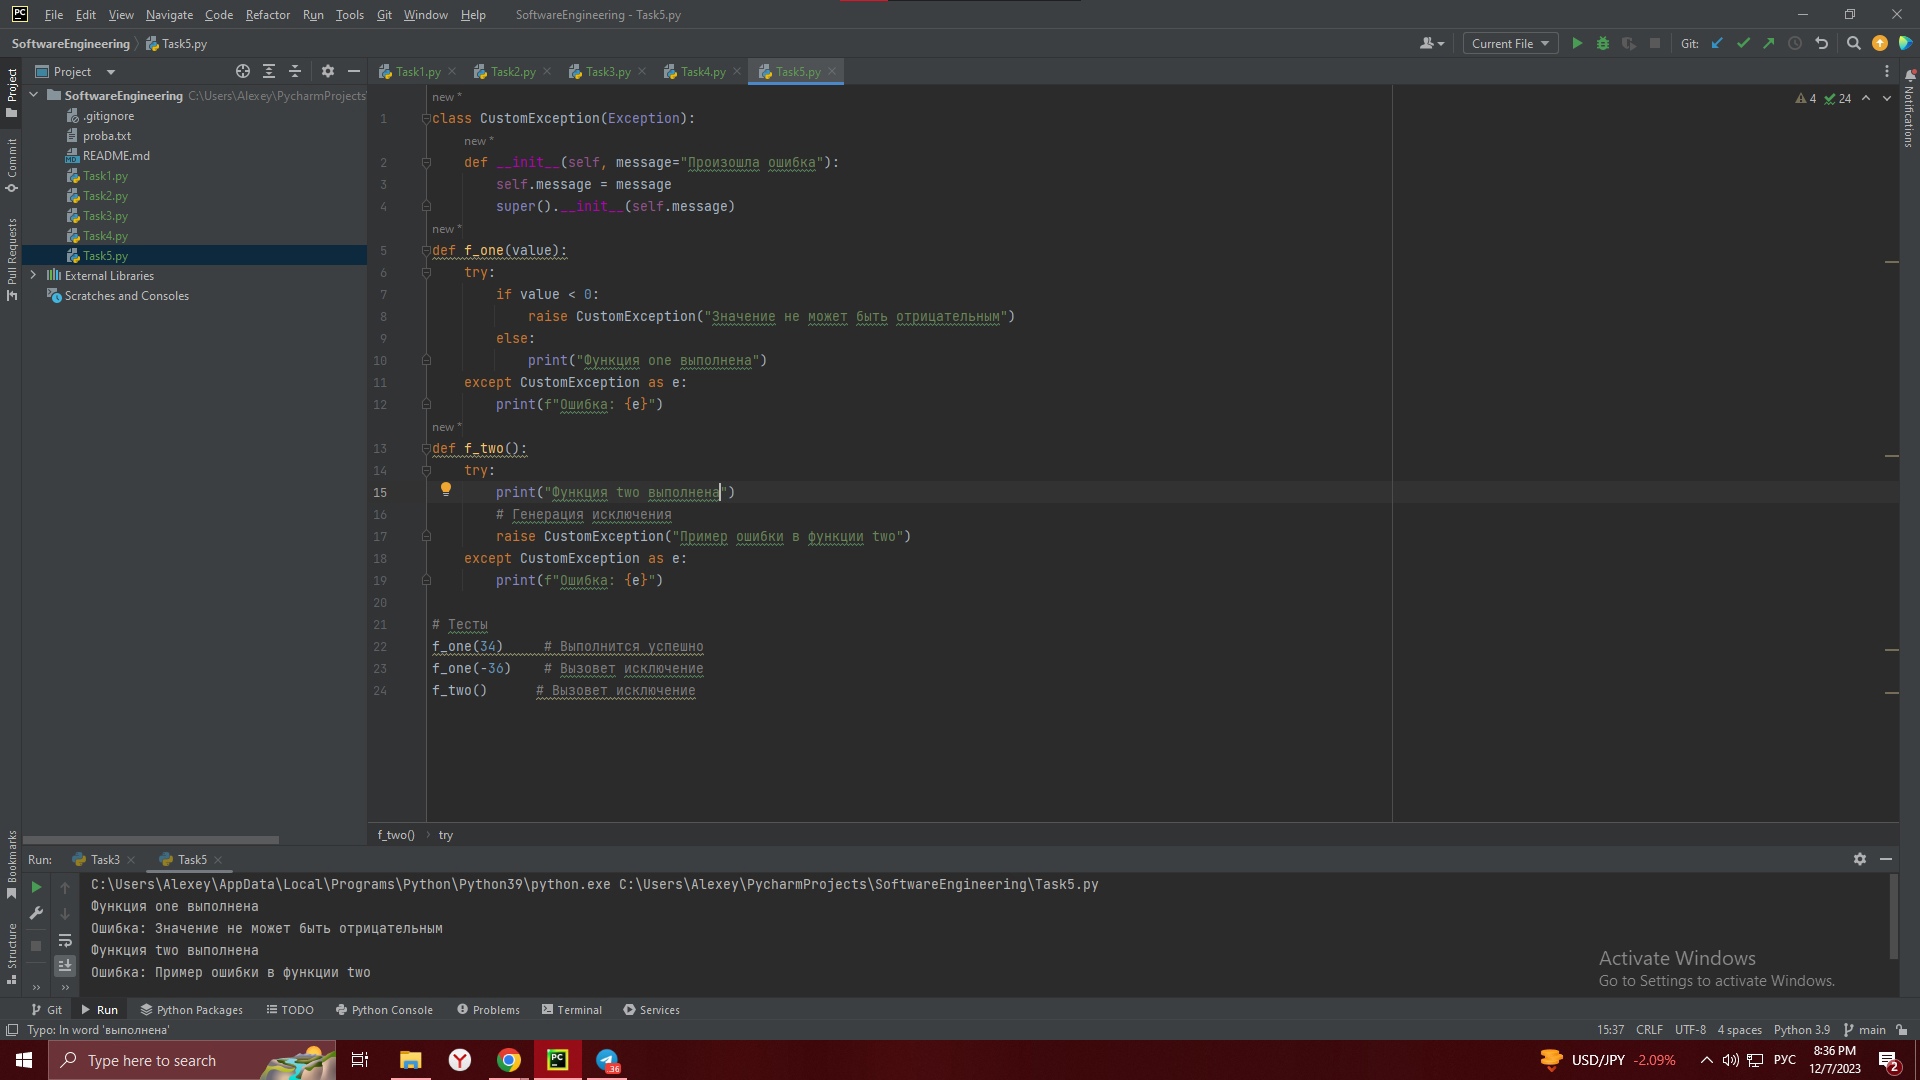 File Edit View Navigate Code Refactor Run Tools Git Window Help SoftwareEngineering - Task5.py
SoftwareEngineering Task5.py Current File Git:
Project Task1.py Task2.py Task3.py Task4.py Task5.py
SoftwareEngineering C:\Users\Alexey\PycharmProjects
.gitignore
proba.txt
README.md
Task1.py
Task2.py
Task3.py
Task4.py
Task5.py
External Libraries
Scratches and Consoles
Project
Commit
Pull Requests
Bookmarks
Structure
Notifications
4 24
new *
1 class CustomException(Exception):
new *
2 def __init__(self, message="Произошла ошибка"):
3 self.message = message
4 super().__init__(self.message)
new *
5 def f_one(value):
6 try:
7 if value < 0:
8 raise CustomException("Значение не может быть отрицательным")
9 else:
10 print("Функция one выполнена")
11 except CustomException as e:
12 print(f"Ошибка: {e}")
new *
13 def f_two():
14 try:
15 print("Функция two выполнена")
16 # Генерация исключения
17 raise CustomException("Пример ошибки в функции two")
18 except CustomException as e:
19 print(f"Ошибка: {e}")
20
21 # Тесты
22 f_one(34) # Выполнится успешно
23 f_one(-36) # Вызовет исключение
24 f_two() # Вызовет исключение
f_two() try
Run: Task3 Task5
C:\Users\Alexey\AppData\Local\Programs\Python\Python39\python.exe C:\Users\Alexey\PycharmProjects\SoftwareEngineering\Task5.py
Функция one выполнена
Ошибка: Значение не может быть отрицательным
Функция two выполнена
Ошибка: Пример ошибки в функции two
Activate Windows
Go to Settings to activate Windows.
Git Run Python Packages TODO Python Console Problems Terminal Services
Typo: In word 'выполнена' 15:37 CRLF UTF-8 4 spaces Python 3.9 main
Type here to search 36 USD/JPY -2.09% РУС 8:36 PM
12/7/2023 2